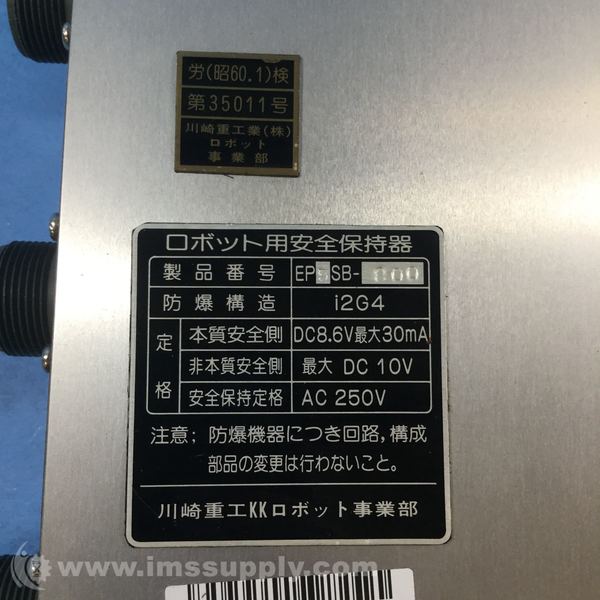 労(昭60.1)検
第35011号
川崎重工業(株)
ロボット
事業部
ロボット用安全保持器
製品番号 EP5SB-
防爆構造 i2G4
定格
本質安全側 DC8.6V最大30mA
非本質安全側 最大 DC 10V
安全保持定格 AC 250V
注意; 防爆機器につき回路,構成
部品の変更は行わないこと。
川崎重工KKロボット事業部
www.imssupply.com